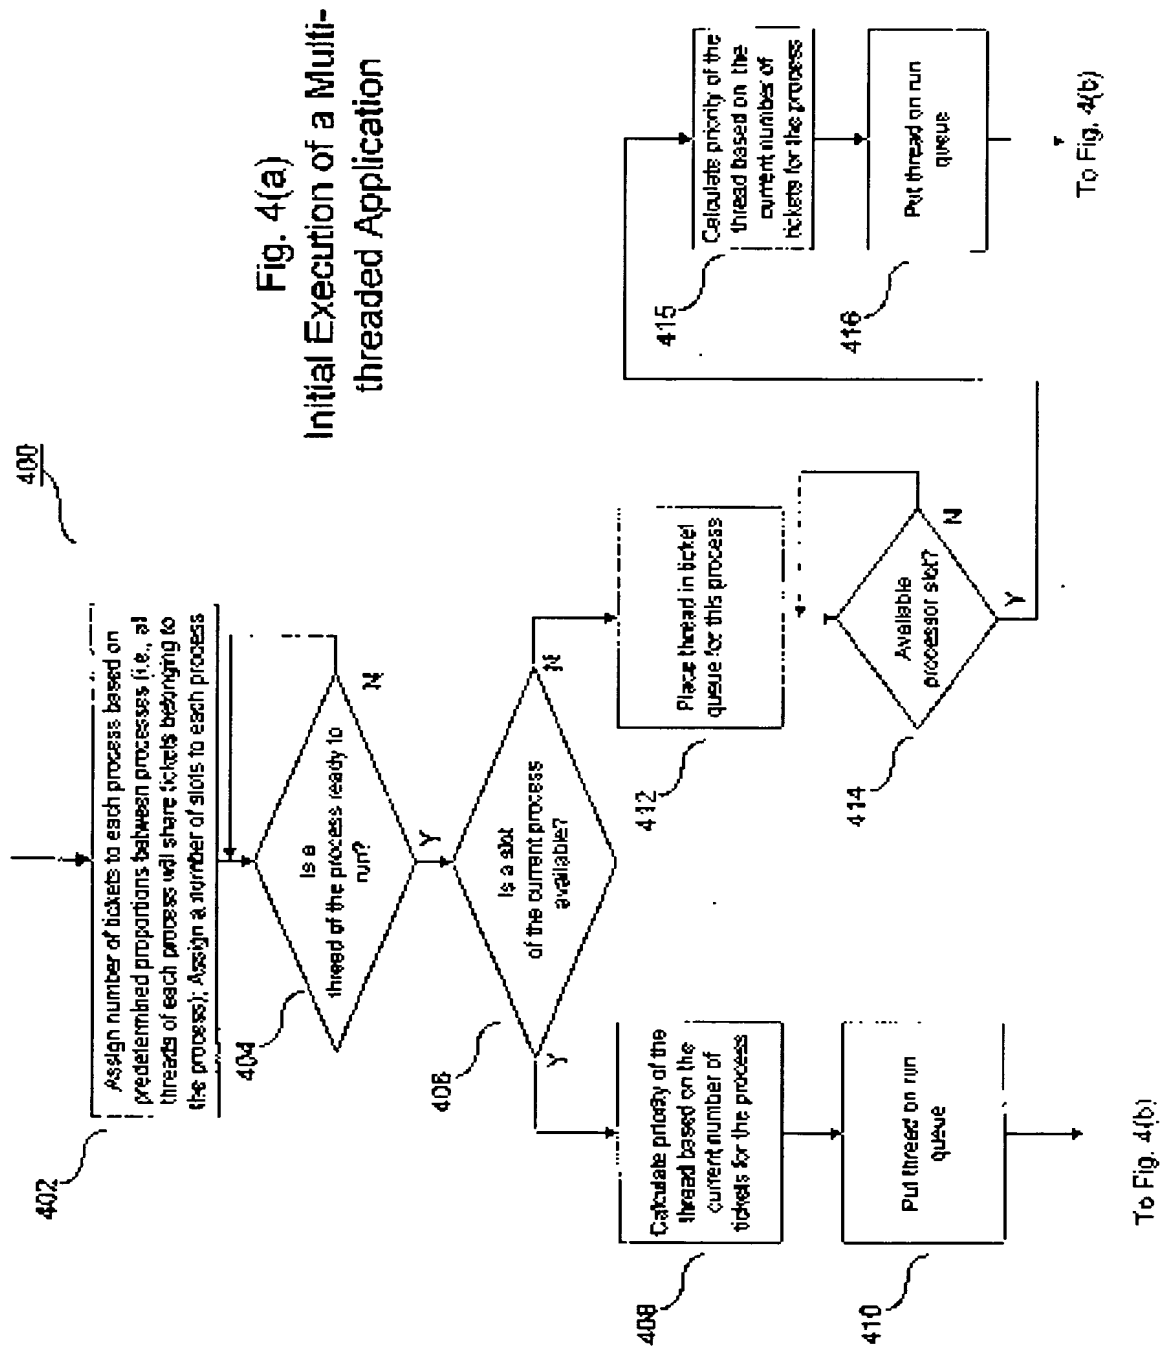 400
Fig. 4(a)
Initial Execution of a Multi-
threaded Application
402
Assign number of tickets to each process based on
predetermined proportions between processes (i.e., all
threads of each process will share tickets belonging to
the process); Assign a number of slots to each process
404
Is a
thread of the process ready to
run?
N
Y
406
Is a slot
of the current process
available?
Y
N
408
Calculate priority of the
thread based on the
current number of
tickets for the process
410
Put thread on run
queue
To Fig. 4(b)
412
Place thread in ticket
queue for this process
414
Available
processor slot?
N
Y
415
Calculate priority of the
thread based on the
current number of
tickets for the process
416
Put thread on run
queue
To Fig. 4(b)